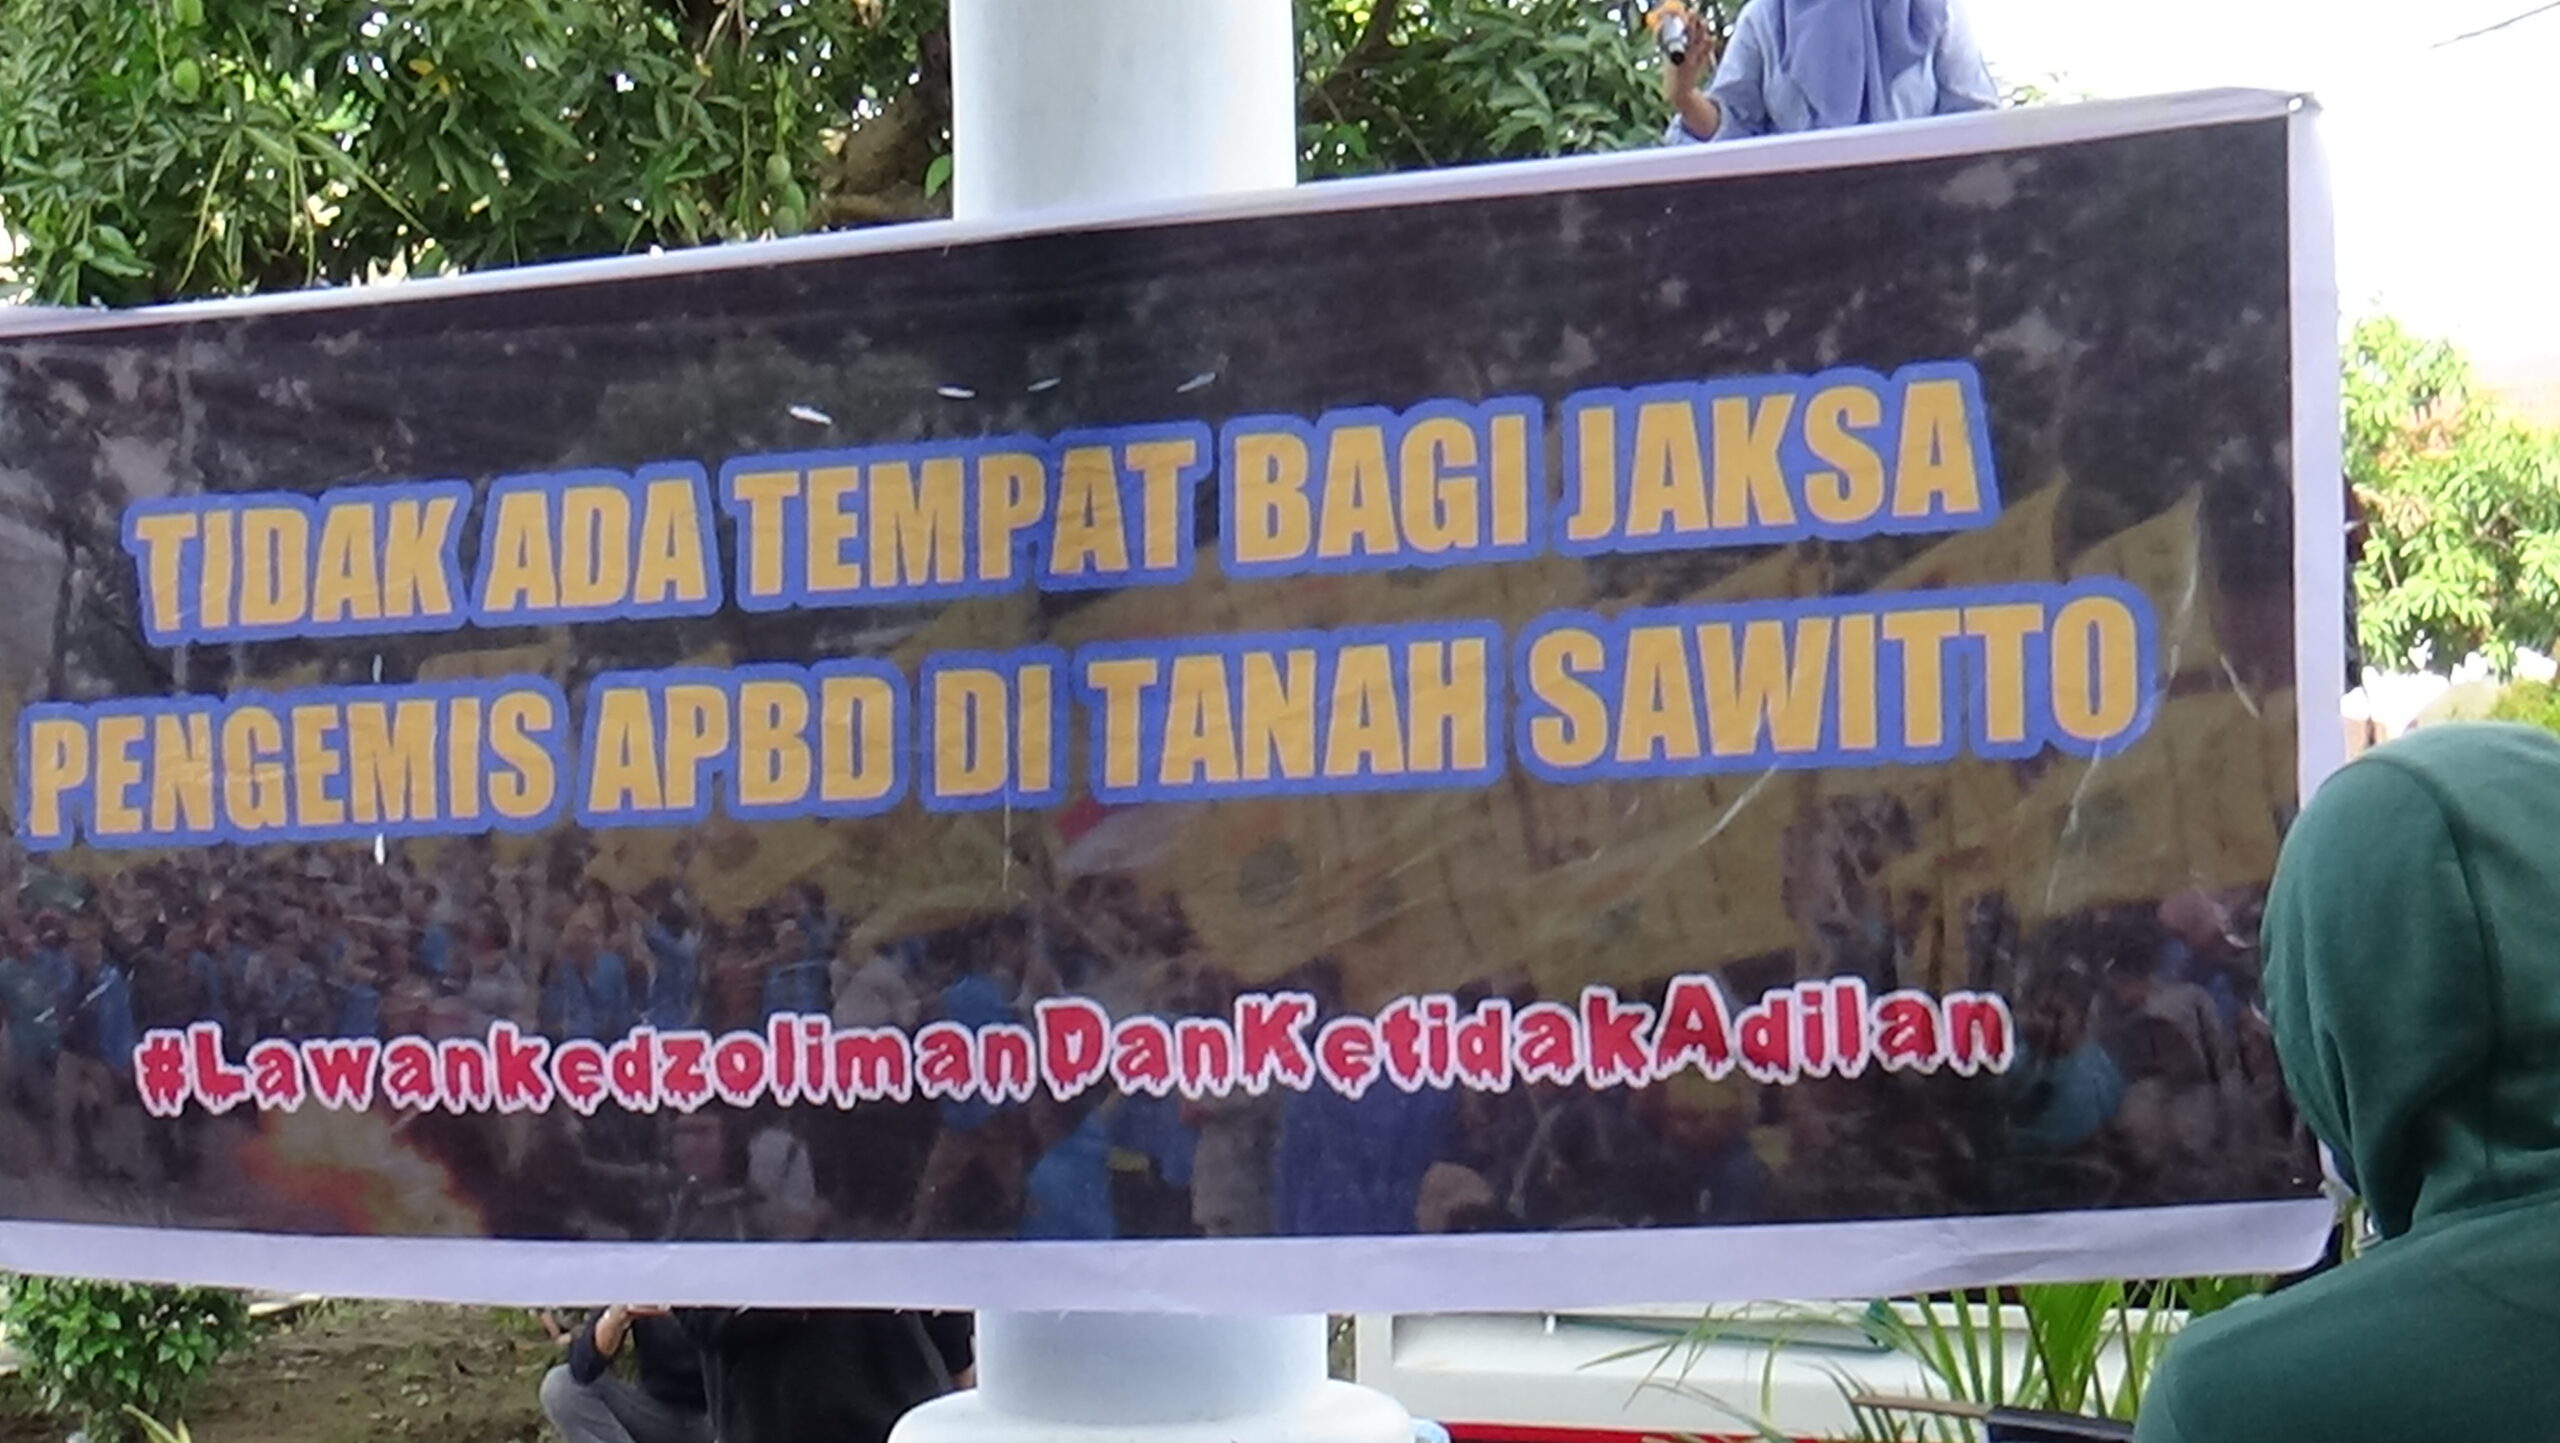 TIDAK ADA TEMPAT BAGI JAKSA
PENGEMIS APBD DI TANAH SAWITTO
#LawankedzolimanDanKetidakAdilan